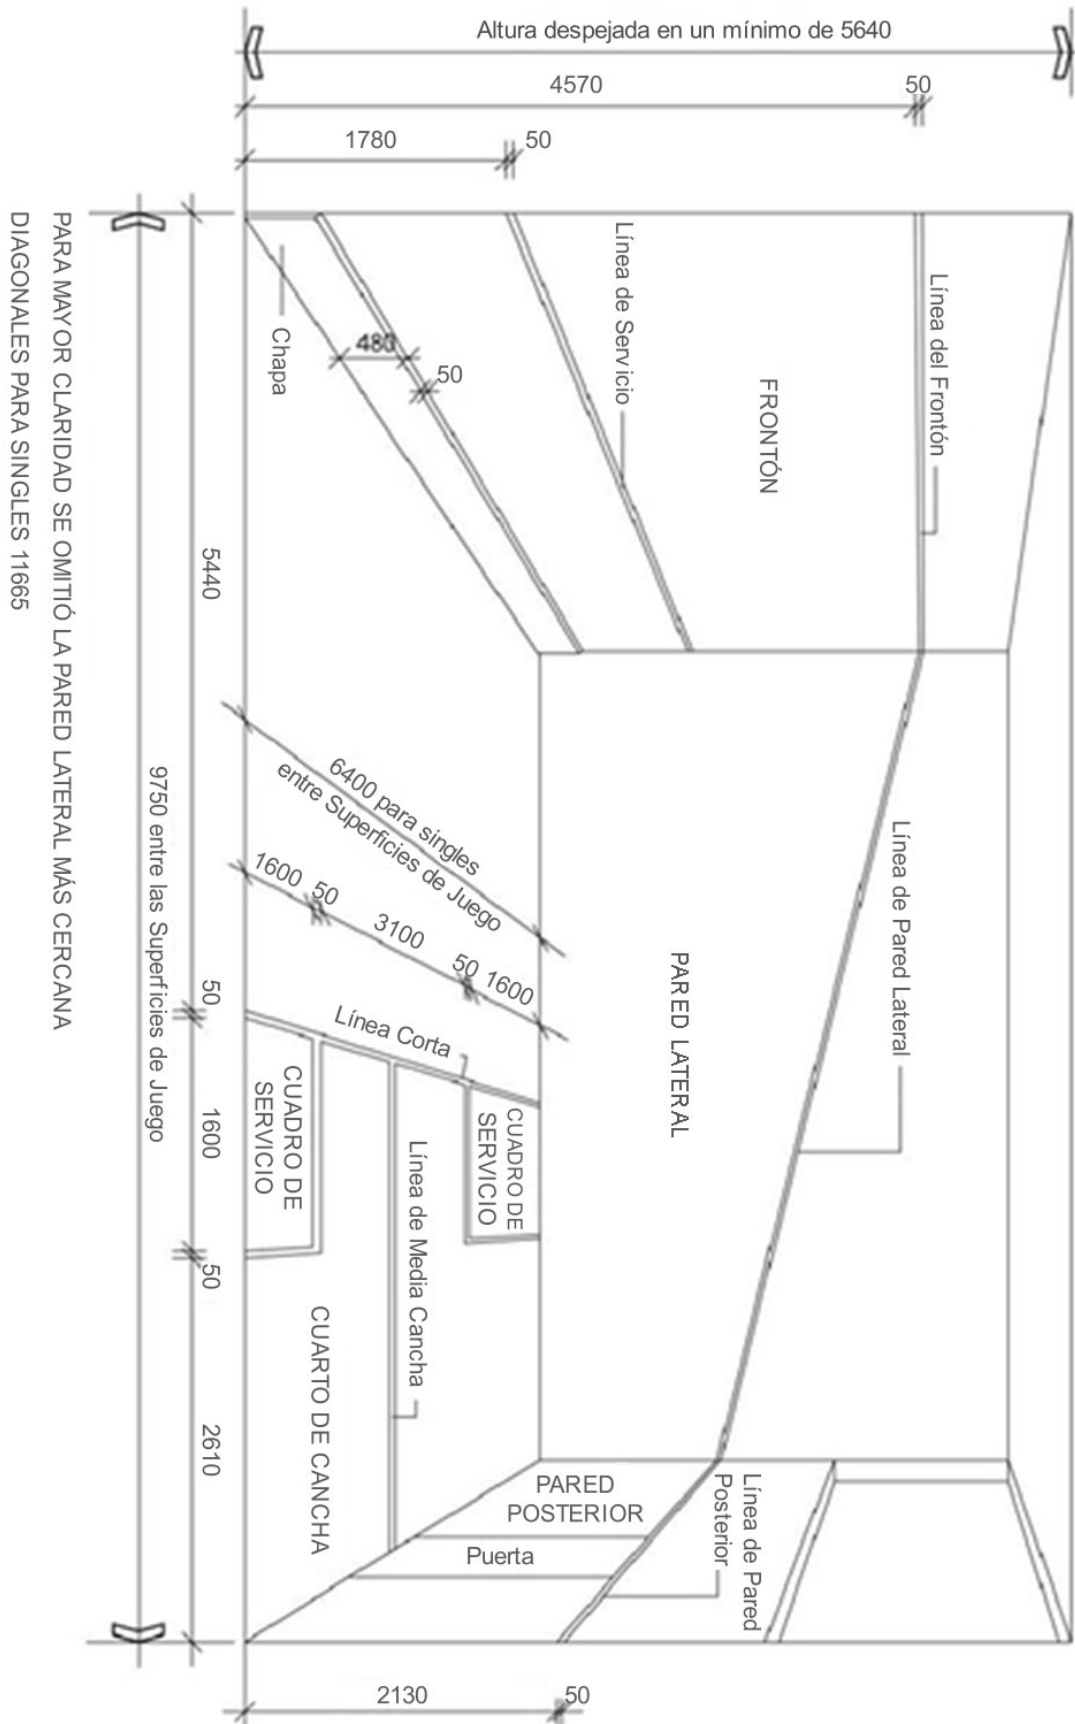 Altura despejada en un mínimo de 5640
4570
50
1780
50
Línea de Servicio
Línea del Frontón
FRONTÓN
Chapa
480
50
PARED LATERAL
Línea de Pared Lateral
5440
6400 para singles
entre Superficies de Juego
1600
50
3100
50
1600
Línea Corta
50
CUADRO DE
SERVICIO
CUADRO DE
SERVICIO
1600
Línea de Media Cancha
50
CUARTO DE CANCHA
2610
PARED
POSTERIOR
Puerta
Línea de Pared
Posterior
2130
50
9750 entre las Superficies de Juego
PARA MAYOR CLARIDAD SE OMITIÓ LA PARED LATERAL MÁS CERCANA
DIAGONALES PARA SINGLES 11665